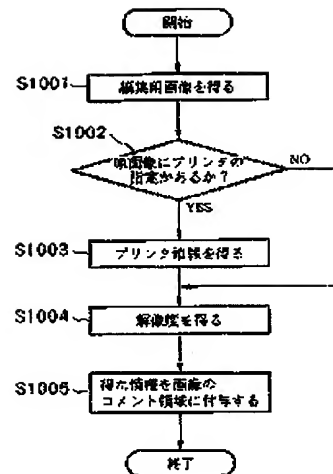 開始
S1001
編集用画像を得る
S1002
原画像にプリンタの
指定があるか？
NO
YES
S1003
プリンタ情報を得る
S1004
解像度を得る
S1005
得た情報を画像の
コメント領域に付与する
終了